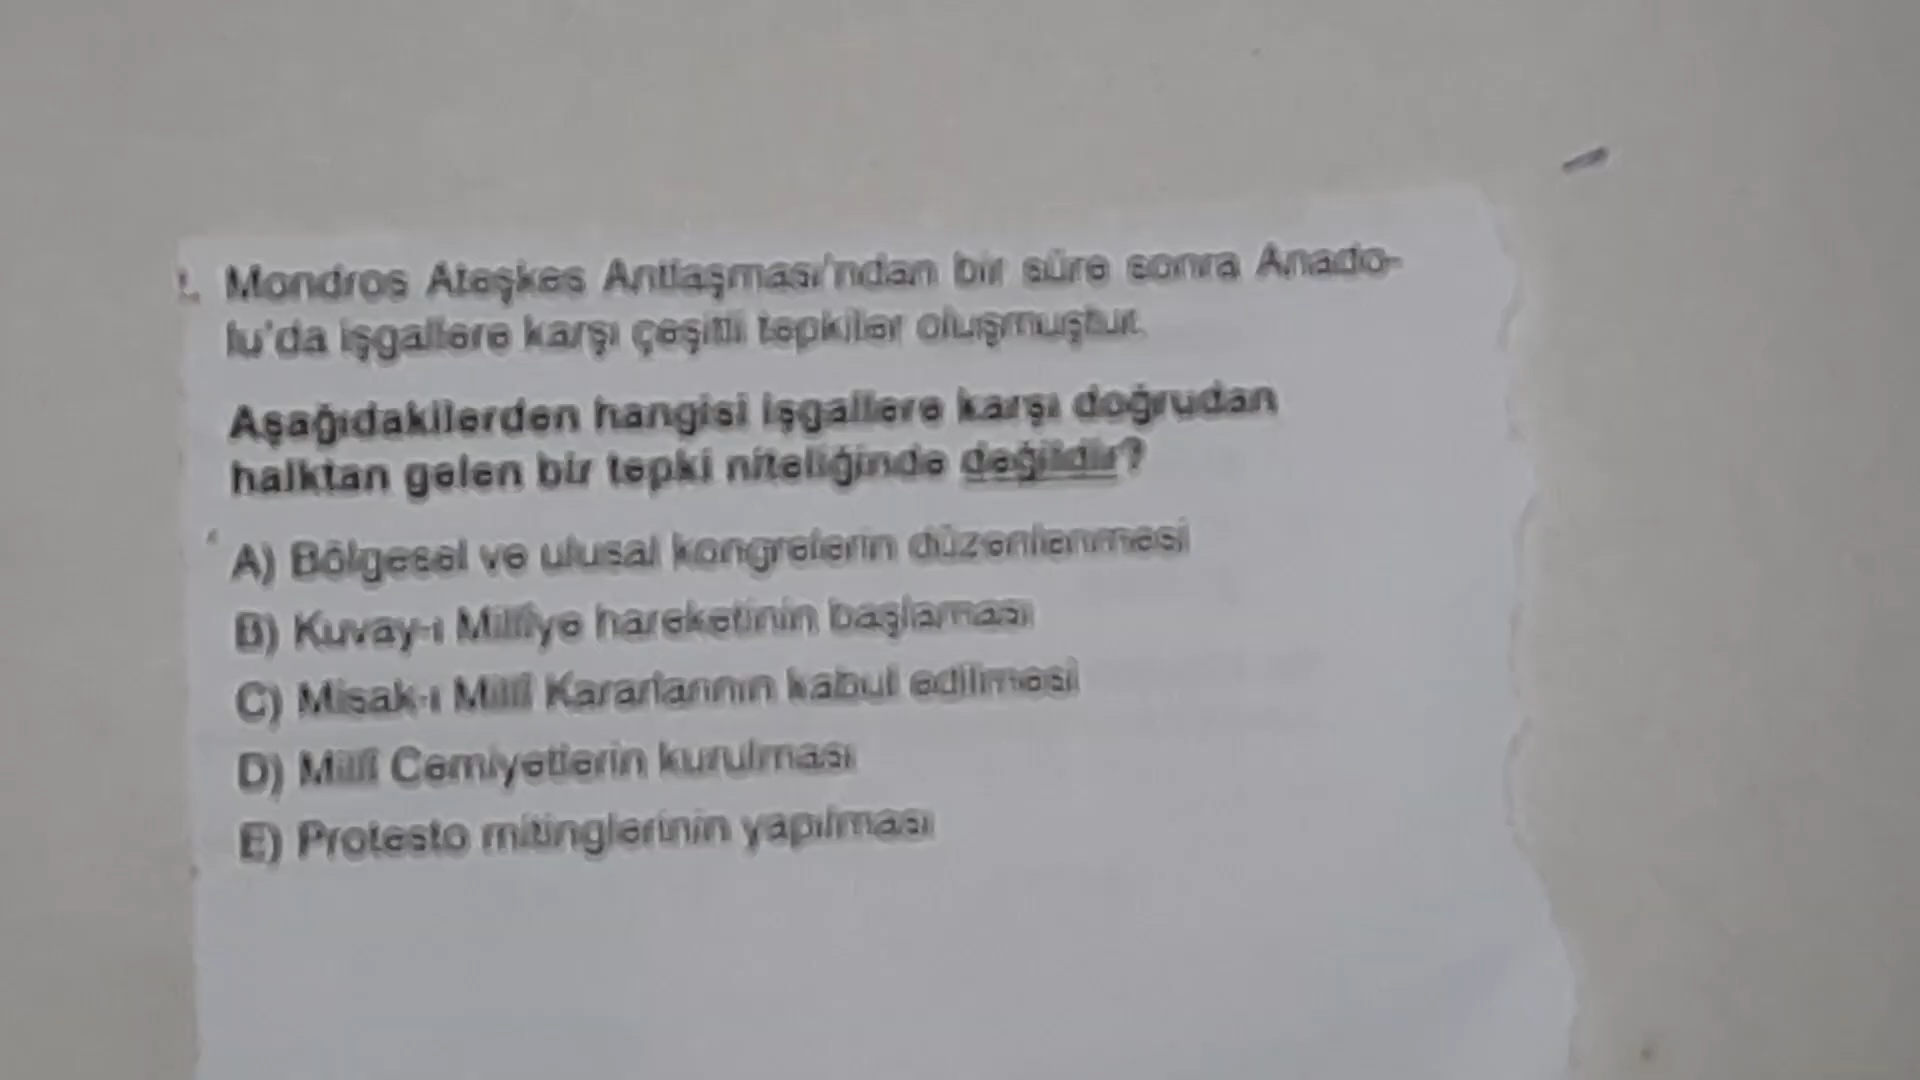 Mondros Ateşkes Antlaşması'ndan bir süre sonra Anado-
lu'da işgallere karşı çeşitli tepkiler oluşmuştur.
Aşağıdakilerden hangisi işgallere karşı doğrudan
halktan gelen bir tepki niteliğinde değildir?
A) Bölgesel ve ulusal kongrelerin düzenlenmesi
B) Kuvay-ı Milliye hareketinin başlaması
C) Misak-ı Millî Kararlarının kabul edilmesi
D) Millî Cemiyetlerin kurulması
E) Protesto mitinglerinin yapılması